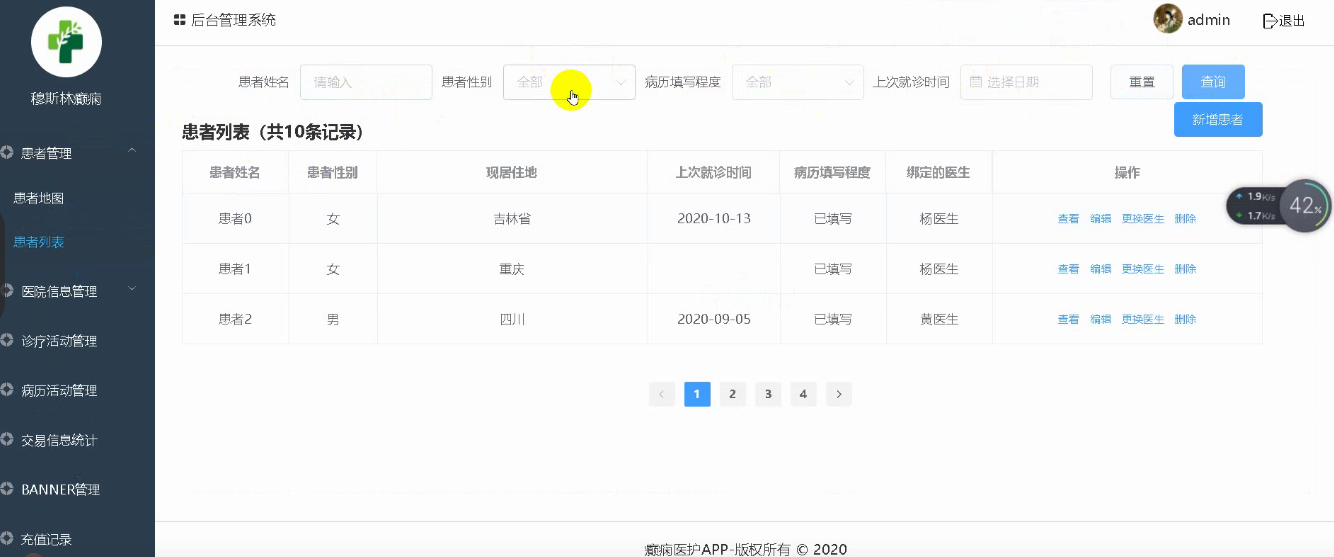 后台管理系统
admin
退出
穆斯林癫痫
患者管理
患者地图
患者列表
医院信息管理
诊疗活动管理
病历活动管理
交易信息统计
BANNER管理
充值记录
患者姓名 请输入 患者性别 全部 病历填写程度 全部 上次就诊时间 选择日期 重置 查询
新增患者
患者列表（共10条记录）
患者姓名 患者性别 现居住地 上次就诊时间 病历填写程度 绑定的医生 操作
患者0 女 吉林省 2020-10-13 已填写 杨医生 查看 编辑 更换医生 删除
患者1 女 重庆 已填写 杨医生 查看 编辑 更换医生 删除
患者2 男 四川 2020-09-05 已填写 黄医生 查看 编辑 更换医生 删除
1 2 3 4
1.9K/s
1.7K/s
42%
癫痫医护APP-版权所有 © 2020